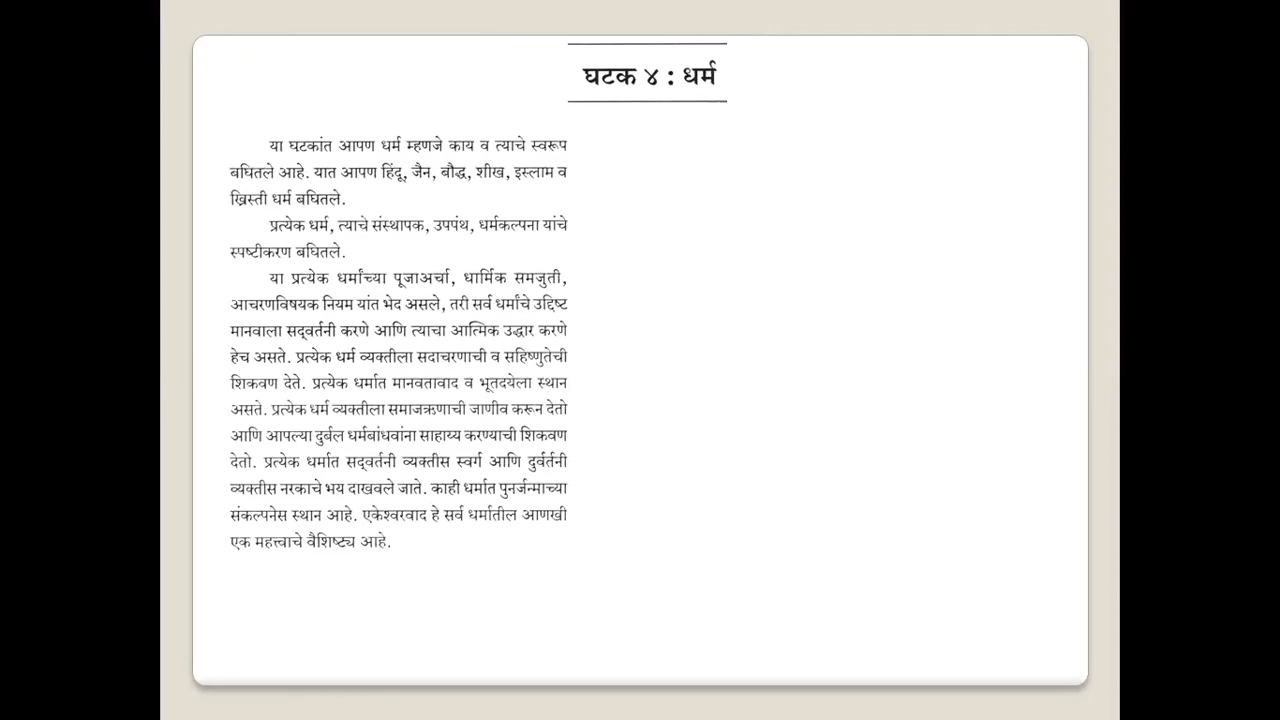 घटक ४ : धर्म
या घटकांत आपण धर्म म्हणजे काय व त्याचे स्वरूप
बघितले आहे. यात आपण हिंदू, जैन, बौद्ध, शीख, इस्लाम व
ख्रिस्ती धर्म बघितले.
प्रत्येक धर्म, त्याचे संस्थापक, उपपंथ, धर्मकल्पना यांचे
स्पष्टीकरण बघितले.
या प्रत्येक धर्मांच्या पूजाअर्चा, धार्मिक समजुती,
आचरणविषयक नियम यांत भेद असले, तरी सर्व धर्मांचे उद्दिष्ट
मानवाला सद्‌वर्तनी करणे आणि त्याचा आत्मिक उद्धार करणे
हेच असते. प्रत्येक धर्म व्यक्तीला सदाचरणाची व सहिष्णुतेची
शिकवण देते. प्रत्येक धर्मात मानवतावाद व भूतदयेला स्थान
असते. प्रत्येक धर्म व्यक्तीला समाजऋणाची जाणीव करून देतो
आणि आपल्या दुर्बल धर्मबांधवांना साहाय्य करण्याची शिकवण
देतो. प्रत्येक धर्मात सद्‌वर्तनी व्यक्तीस स्वर्ग आणि दुर्वर्तनी
व्यक्तीस नरकाचे भय दाखवले जाते. काही धर्मात पुनर्जन्माच्या
संकल्पनेस स्थान आहे. एकेश्वरवाद हे सर्व धर्मातील आणखी
एक महत्त्वाचे वैशिष्ट्य आहे.